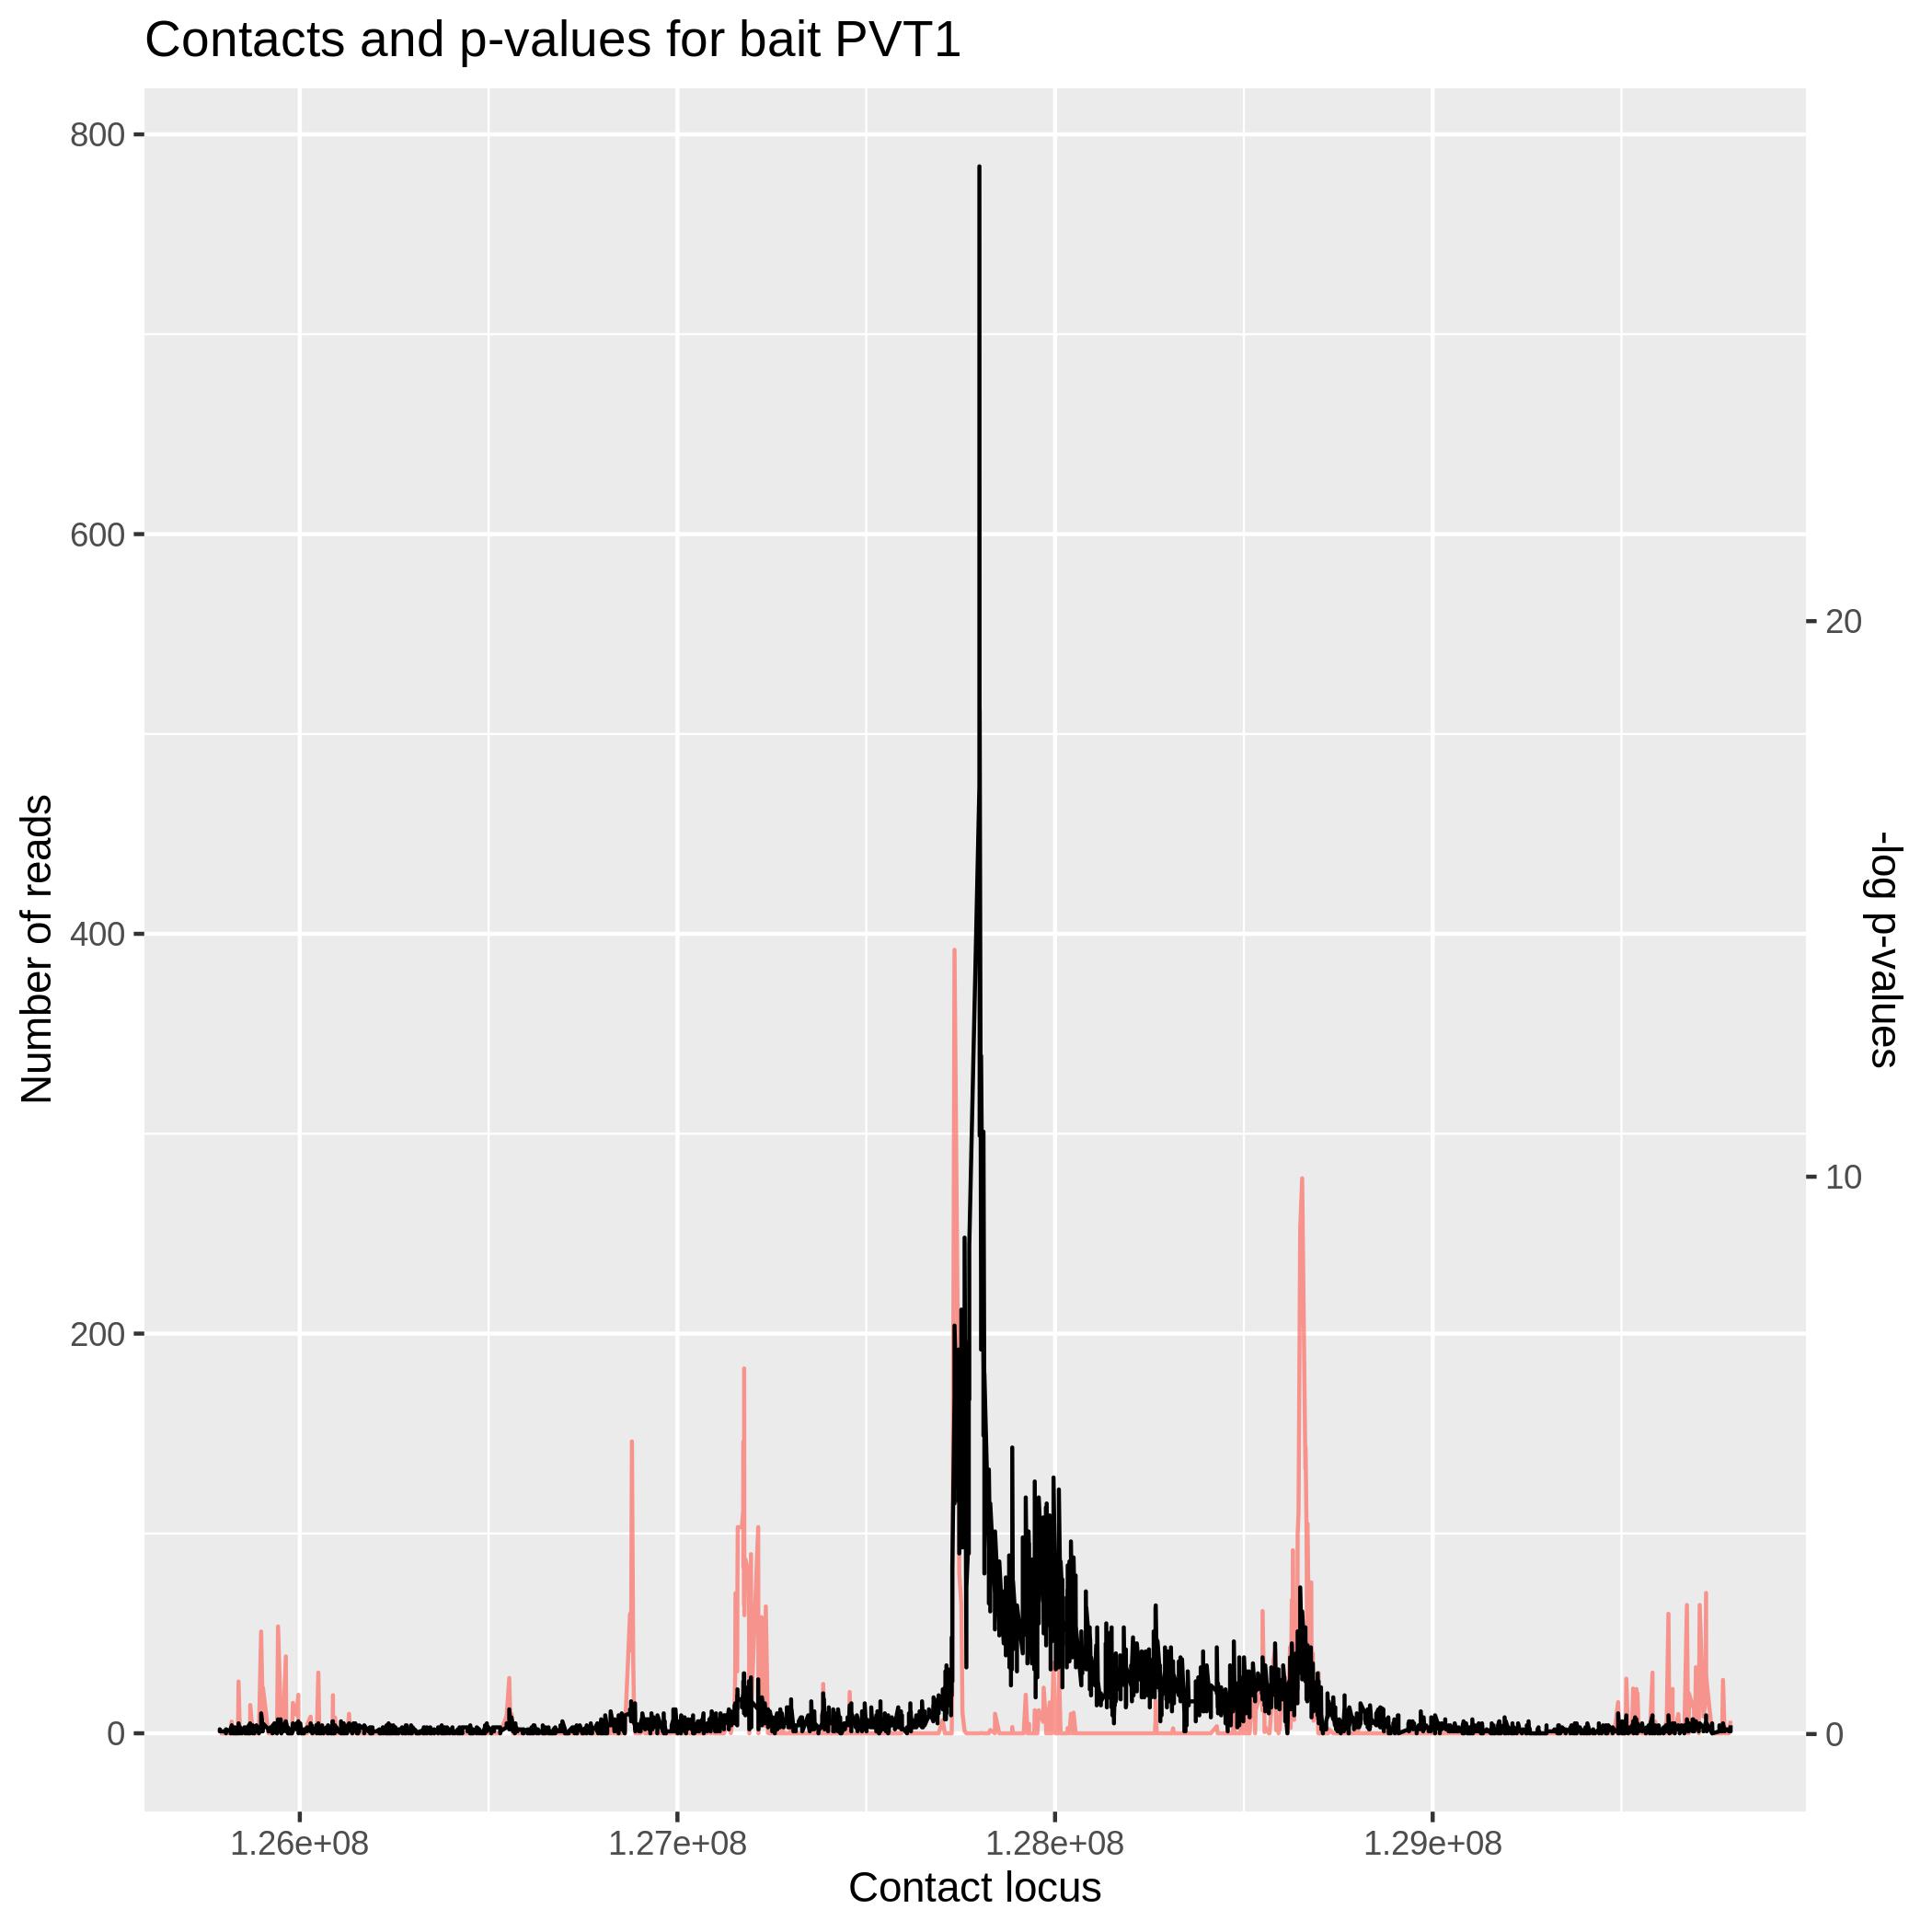 Contacts and p-values for bait PVT1
800
600
400
200
0
Number of reads
20
10
0
-log p-values
1.26e+08
1.27e+08
1.28e+08
1.29e+08
Contact locus